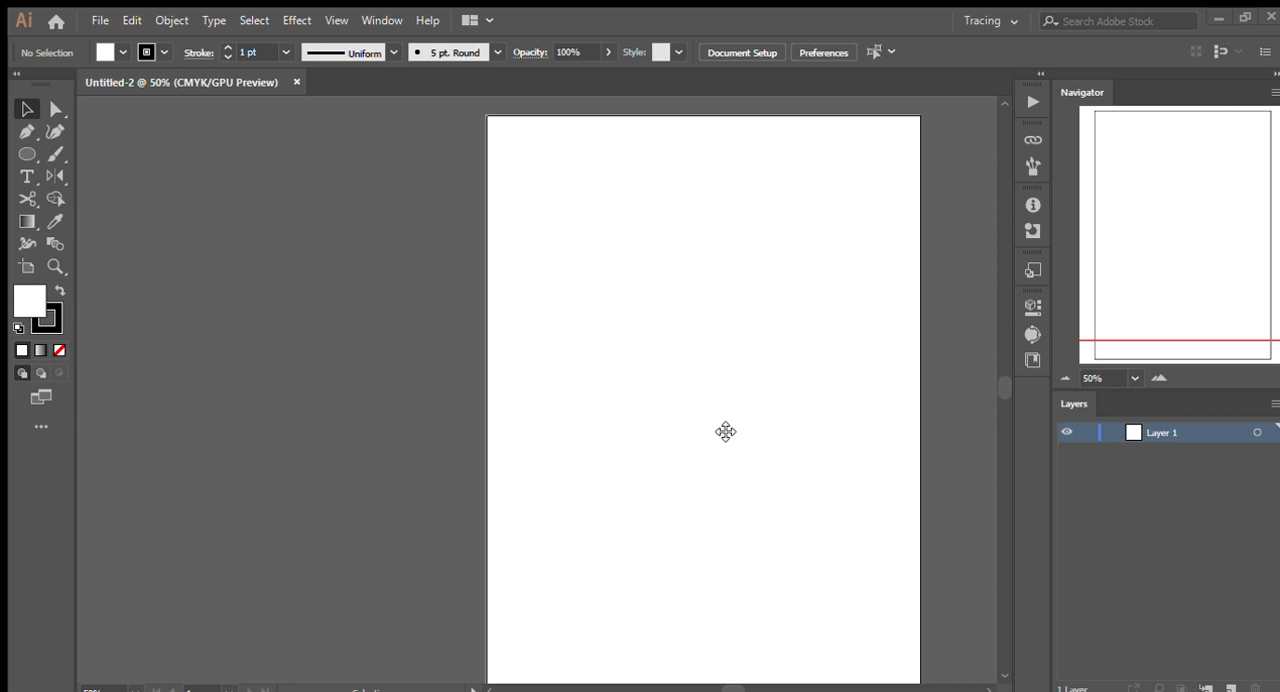 Ai File Edit Object Type Select Effect View Window Help Tracing Search Adobe Stock
No Selection Stroke: 1 pt Uniform 5 pt. Round Opacity: 100% Style: Document Setup Preferences
Untitled-2 @ 50% (CMYK/GPU Preview) ×
Navigator
50%
Layers
Layer 1
1 Layer